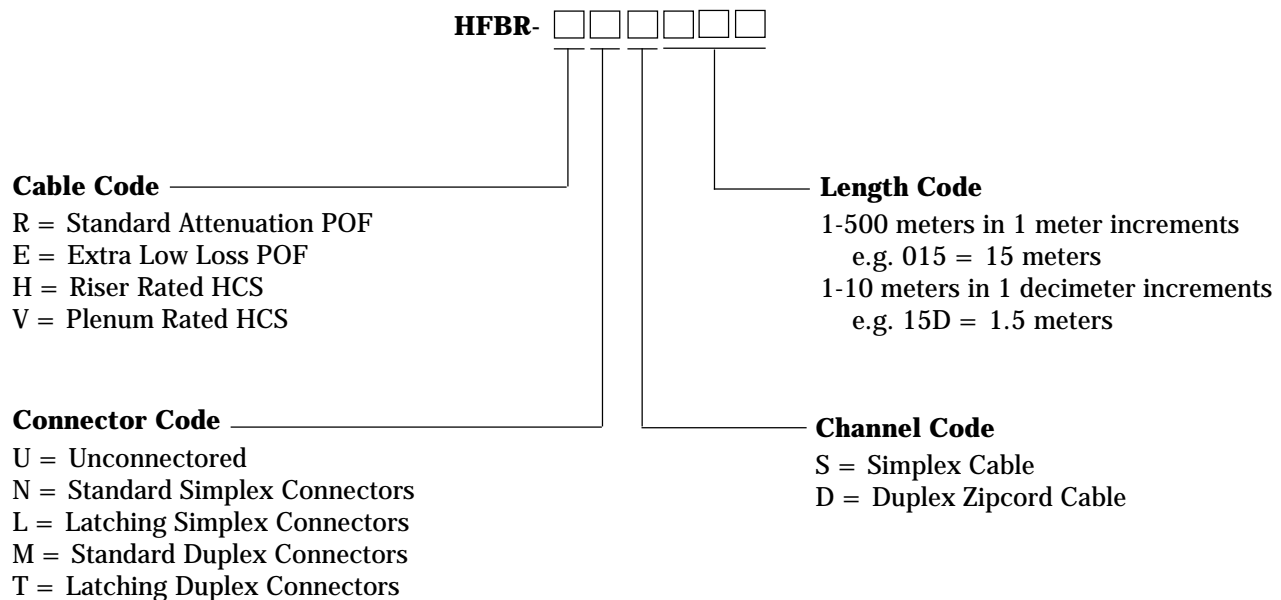 HFBR-
Cable Code
R = Standard Attenuation POF
E = Extra Low Loss POF
H = Riser Rated HCS
V = Plenum Rated HCS
Length Code
1-500 meters in 1 meter increments
e.g. 015 = 15 meters
1-10 meters in 1 decimeter increments
e.g. 15D = 1.5 meters
Connector Code
U = Unconnectored
N = Standard Simplex Connectors
L = Latching Simplex Connectors
M = Standard Duplex Connectors
T = Latching Duplex Connectors
Channel Code
S = Simplex Cable
D = Duplex Zipcord Cable